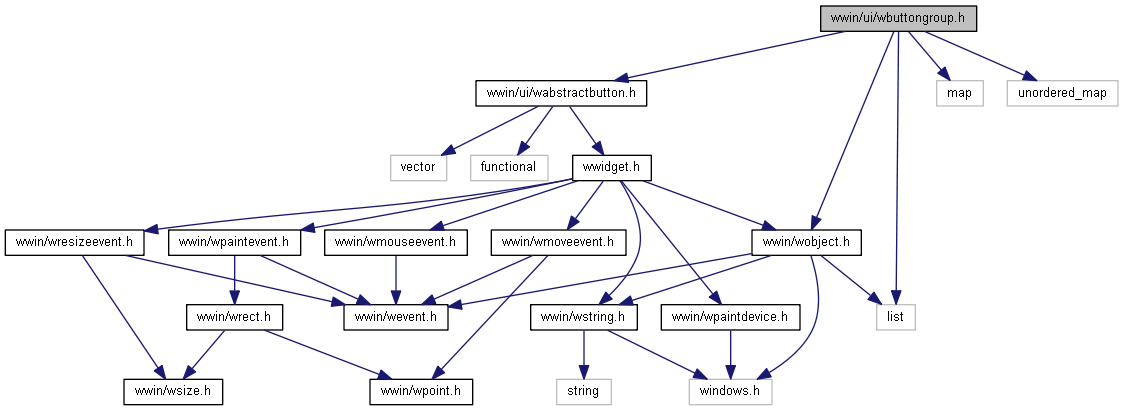 wwin/ui/wbuttongroup.h
wwin/ui/wabstractbutton.h
map
unordered_map
vector
functional
wwidget.h
wwin/wresizeevent.h
wwin/wpaintevent.h
wwin/wmouseevent.h
wwin/wmoveevent.h
wwin/wobject.h
wwin/wrect.h
wwin/wevent.h
wwin/wstring.h
wwin/wpaintdevice.h
list
wwin/wsize.h
wwin/wpoint.h
string
windows.h